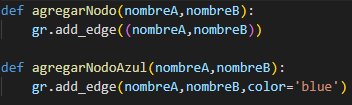 def agregarNodo(nombreA,nombreB):
    gr.add_edge((nombreA,nombreB))
def agregarNodoAzul(nombreA,nombreB):
    gr.add_edge(nombreA,nombreB,color='blue')